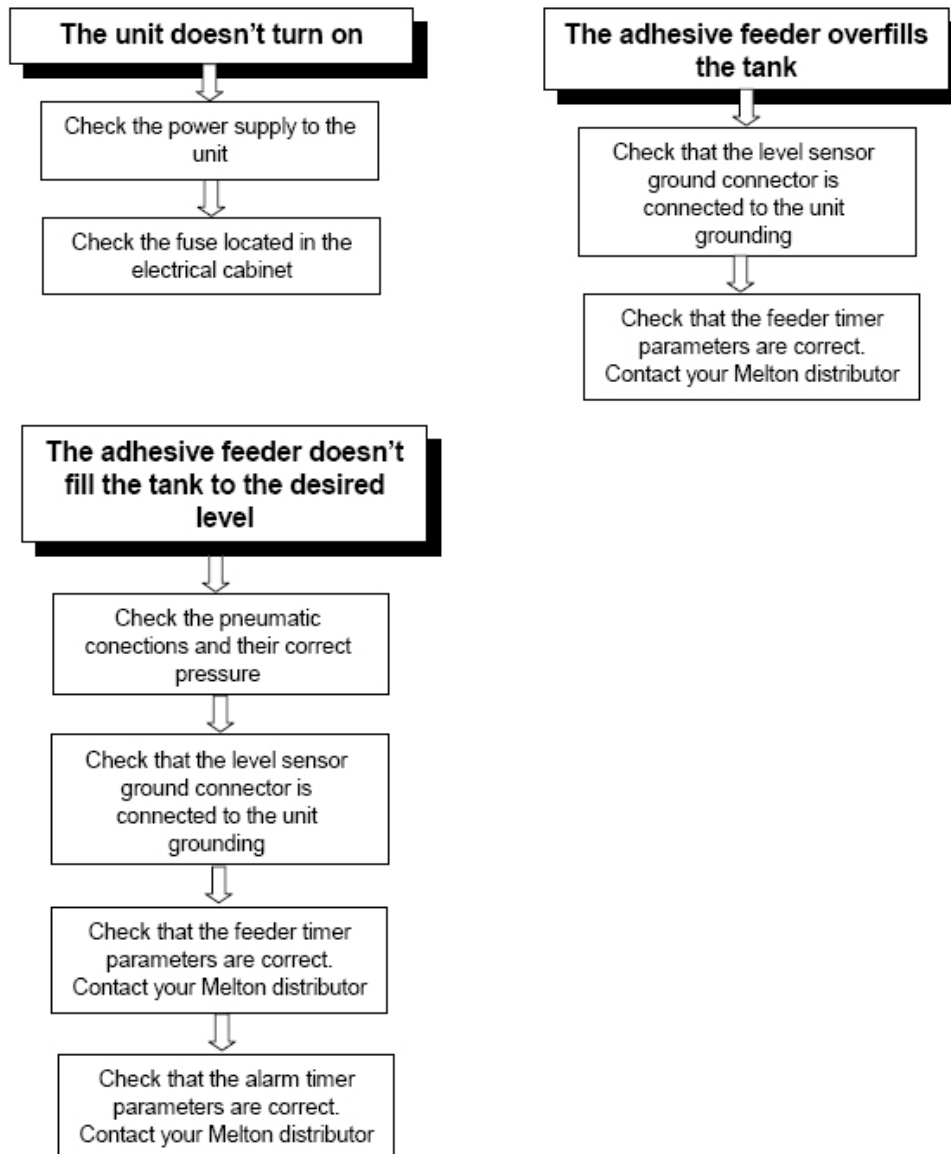 The unit doesn't turn on
Check the power supply to the
unit
Check the fuse located in the
electrical cabinet
The adhesive feeder overfills
the tank
Check that the level sensor
ground connector is
connected to the unit
grounding
Check that the feeder timer
parameters are correct.
Contact your Melton distributor
The adhesive feeder doesn't
fill the tank to the desired
level
Check the pneumatic
conections and their correct
pressure
Check that the level sensor
ground connector is
connected to the unit
grounding
Check that the feeder timer
parameters are correct.
Contact your Melton distributor
Check that the alarm timer
parameters are correct.
Contact your Melton distributor